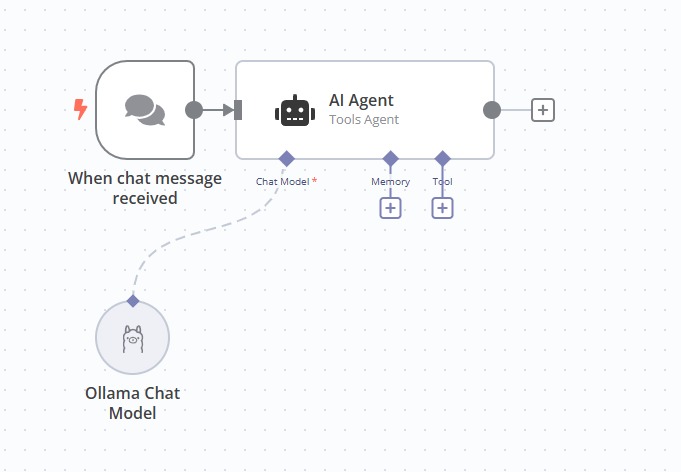 AI Agent
Tools Agent
When chat message
received
Chat Model *
Memory
Tool
Ollama Chat
Model